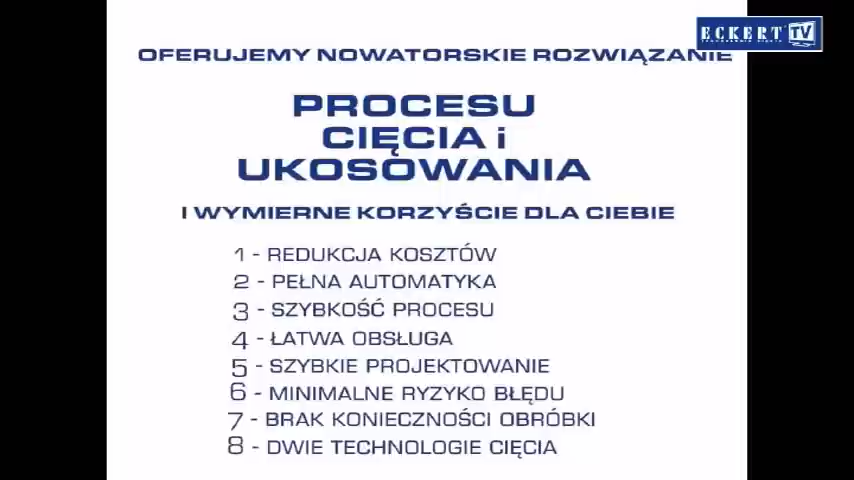 ECKERT TV
OFERUJEMY NOWATORSKIE ROZWIĄZANIE
PROCESU
CIĘCIA i
UKOSOWANIA
I WYMIERNE KORZYŚCIE DLA CIEBIE
1 - REDUKCJA KOSZTÓW
2 - PEŁNA AUTOMATYKA
3 - SZYBKOŚĆ PROCESU
4 - ŁATWA OBSŁUGA
5 - SZYBKIE PROJEKTOWANIE
6 - MINIMALNE RYZYKO BŁĘDU
7 - BRAK KONIECZNOŚCI OBRÓBKI
8 - DWIE TECHNOLOGIE CIĘCIA